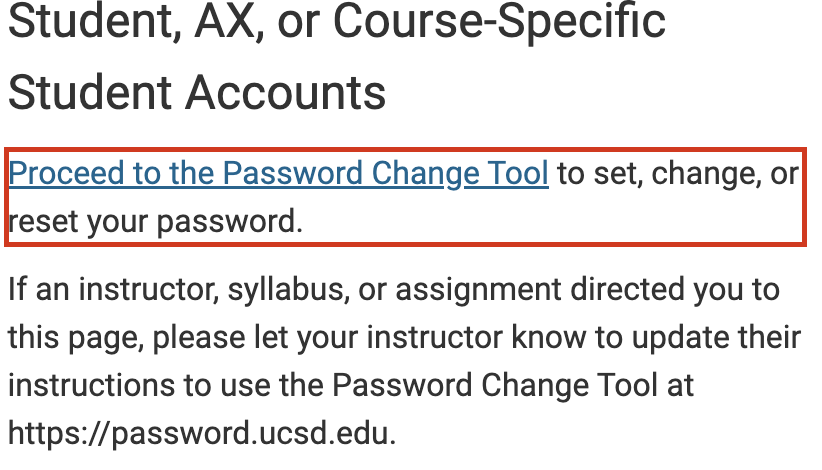 Student, AX, or Course-Specific
Student Accounts
Proceed to the Password Change Tool to set, change, or
reset your password.
If an instructor, syllabus, or assignment directed you to
this page, please let your instructor know to update their
instructions to use the Password Change Tool at
https://password.ucsd.edu.